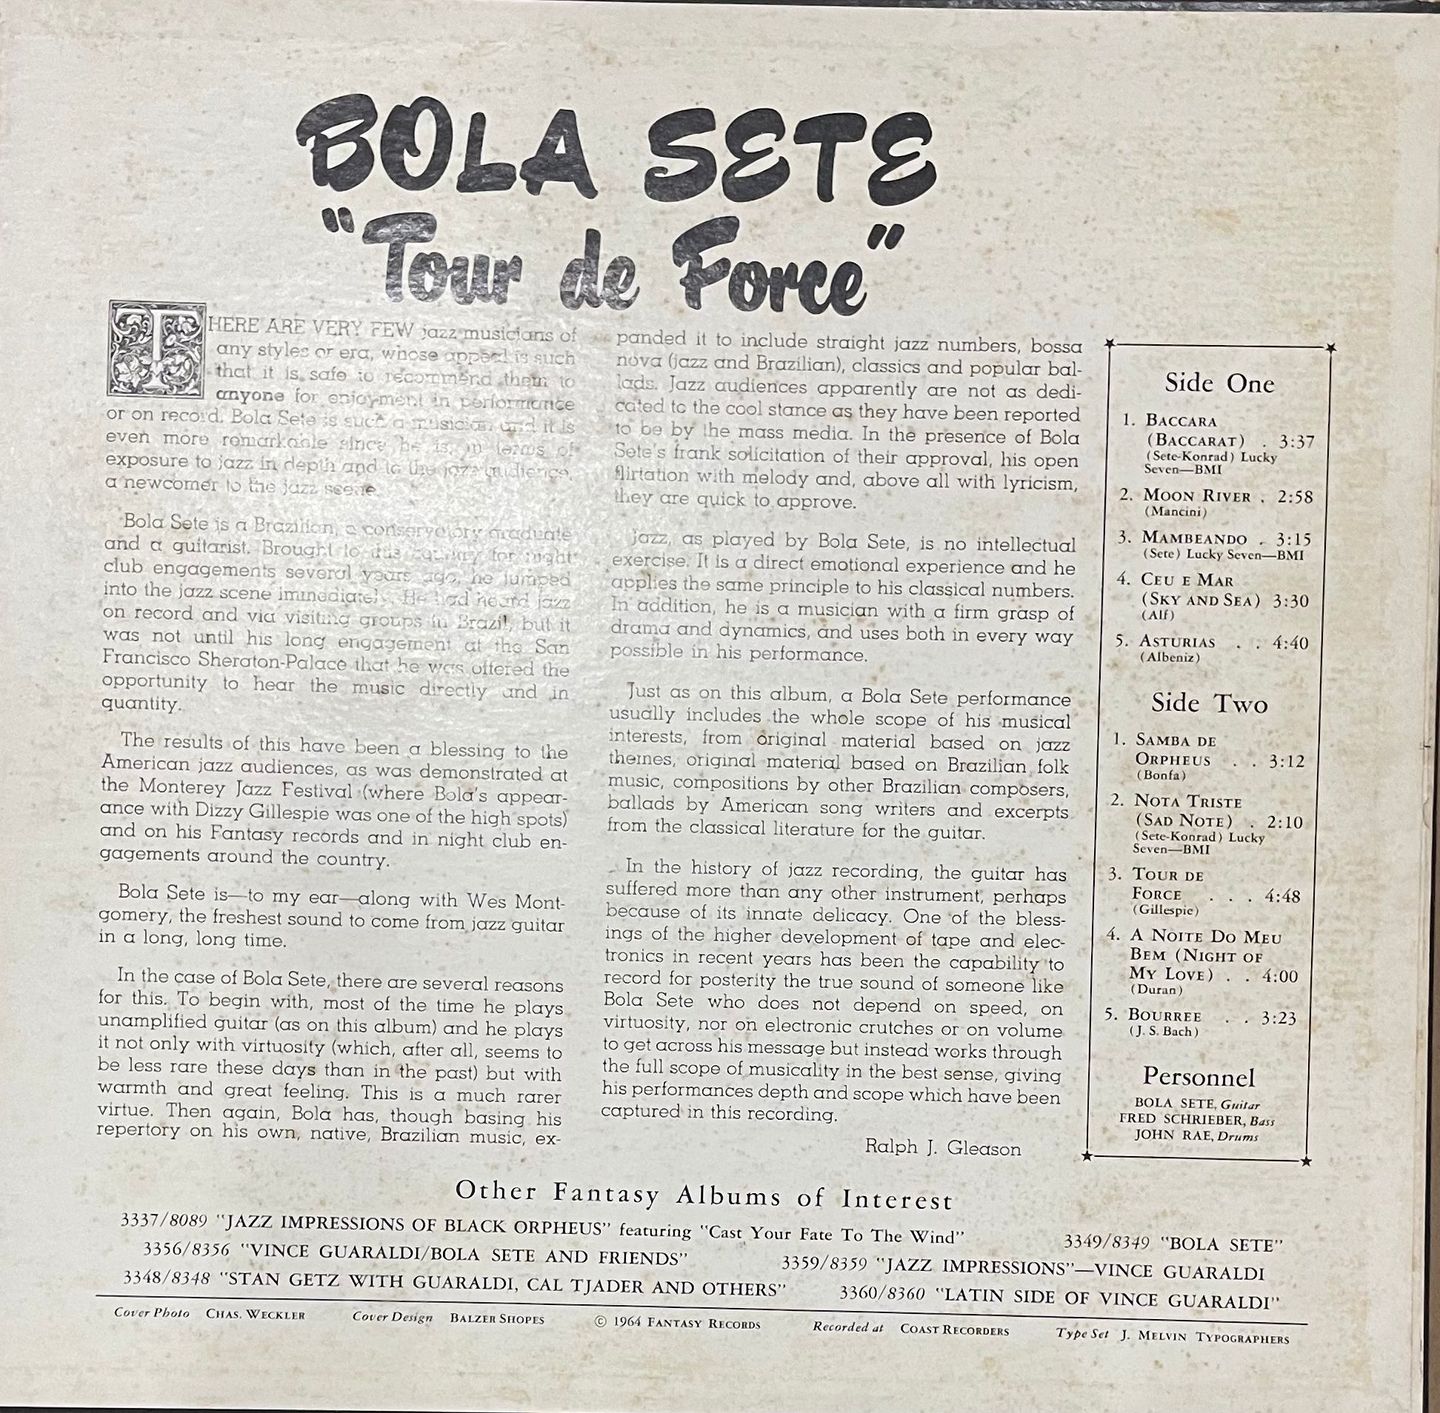 BOLA SETE
"Tour de Force"
THERE ARE VERY FEW jazz musicians of
any styles or era, whose appeal is such
that it is safe to recommend them to
anyone for enjoyment in performance
or on record. Bola Sete is such a musician and it is
even more remarkable since he is, in terms of
exposure to jazz in depth and to the jazz audience,
a newcomer to the jazz scene.
Bola Sete is a Brazilian, a conservatory graduate
and a guitarist. Brought to this country for night
club engagements several years ago, he jumped
into the jazz scene immediately. He had heard jazz
on record and via visiting groups in Brazil, but it
was not until his long engagement at the San
Francisco Sheraton-Palace that he was offered the
opportunity to hear the music directly and in
quantity.
The results of this have been a blessing to the
American jazz audiences, as was demonstrated at
the Monterey Jazz Festival (where Bola's appear-
ance with Dizzy Gillespie was one of the high spots)
and on his Fantasy records and in night club en-
gagements around the country.
Bola Sete is—to my ear—along with Wes Mont-
gomery, the freshest sound to come from jazz guitar
in a long, long time.
In the case of Bola Sete, there are several reasons
for this. To begin with, most of the time he plays
unamplified guitar (as on this album) and he plays
it not only with virtuosity (which, after all, seems to
be less rare these days than in the past) but with
warmth and great feeling. This is a much rarer
virtue. Then again, Bola has, though basing his
repertory on his own, native, Brazilian music, ex-
panded it to include straight jazz numbers, bossa
nova (jazz and Brazilian), classics and popular bal-
lads. Jazz audiences apparently are not as dedi-
cated to the cool stance as they have been reported
to be by the mass media. In the presence of Bola
Sete's frank solicitation of their approval, his open
flirtation with melody and, above all with lyricism,
they are quick to approve.
Jazz, as played by Bola Sete, is no intellectual
exercise. It is a direct emotional experience and he
applies the same principle to his classical numbers.
In addition, he is a musician with a firm grasp of
drama and dynamics, and uses both in every way
possible in his performance.
Just as on this album, a Bola Sete performance
usually includes the whole scope of his musical
interests, from original material based on jazz
themes, original material based on Brazilian folk
music, compositions by other Brazilian composers,
ballads by American song writers and excerpts
from the classical literature for the guitar.
In the history of jazz recording, the guitar has
suffered more than any other instrument, perhaps
because of its innate delicacy. One of the bless-
ings of the higher development of tape and elec-
tronics in recent years has been the capability to
record for posterity the true sound of someone like
Bola Sete who does not depend on speed, on
virtuosity, nor on electronic crutches or on volume
to get across his message but instead works through
the full scope of musicality in the best sense, giving
his performances depth and scope which have been
captured in this recording.
Ralph J. Gleason
Side One
1. BACCARA
(BACCARAT) . 3:37
(Sete-Konrad) Lucky
Seven—BMI
2. MOON RIVER . 2:58
(Mancini)
3. MAMBEANDO . 3:15
(Sete) Lucky Seven—BMI
4. CEU E MAR
(SKY AND SEA) 3:30
(Alf)
5. ASTURIAS . . 4:40
(Albeniz)
Side Two
1. SAMBA DE
ORPHEUS . . 3:12
(Bonfa)
2. NOTA TRISTE
(SAD NOTE) . 2:10
(Sete-Konrad) Lucky
Seven—BMI
3. TOUR DE
FORCE . . . 4:48
(Gillespie)
4. A NOITE DO MEU
BEM (NIGHT OF
MY LOVE) . . 4:00
(Duran)
5. BOURREE . . 3:23
(J. S. Bach)
Personnel
BOLA SETE, Guitar
FRED SCHRIEBER, Bass
JOHN RAE, Drums
Other Fantasy Albums of Interest
3337/8089 "JAZZ IMPRESSIONS OF BLACK ORPHEUS" featuring "Cast Your Fate To The Wind" 3349/8349 "BOLA SETE"
3356/8356 "VINCE GUARALDI/BOLA SETE AND FRIENDS" 3359/8359 "JAZZ IMPRESSIONS"—VINCE GUARALDI
3348/8348 "STAN GETZ WITH GUARALDI, CAL TJADER AND OTHERS" 3360/8360 "LATIN SIDE OF VINCE GUARALDI"
Cover Photo CHAS. WECKLER Cover Design BALZER SHOPES © 1964 FANTASY RECORDS Recorded at COAST RECORDERS Type Set J. MELVIN TYPOGRAPHERS